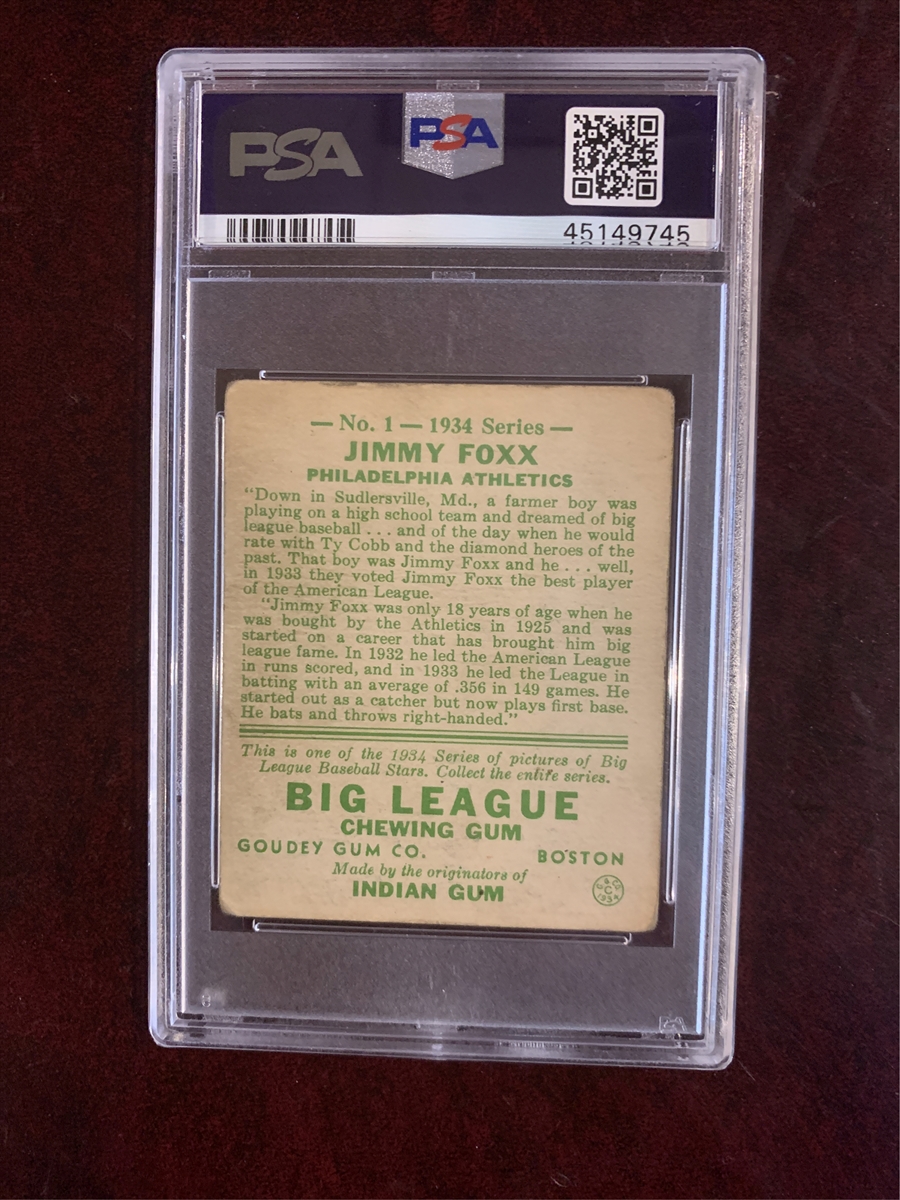 PSA
PSA
45149745
— No. 1 — 1934 Series —
JIMMY FOXX
PHILADELPHIA ATHLETICS
"Down in Sudlersville, Md., a farmer boy was
playing on a high school team and dreamed of big
league baseball . . . and of the day when he would
rate with Ty Cobb and the diamond heroes of the
past. That boy was Jimmy Foxx and he . . . well,
in 1933 they voted Jimmy Foxx the best player
of the American League.
"Jimmy Foxx was only 18 years of age when he
was bought by the Athletics in 1925 and was
started on a career that has brought him big
league fame. In 1932 he led the American League
in runs scored, and in 1933 he led the League in
batting with an average of .356 in 149 games. He
started out as a catcher but now plays first base.
He bats and throws right-handed."
This is one of the 1934 Series of pictures of Big
League Baseball Stars. Collect the entire series.
BIG LEAGUE
CHEWING GUM
GOUDEY GUM CO. BOSTON
Made by the originators of
INDIAN GUM